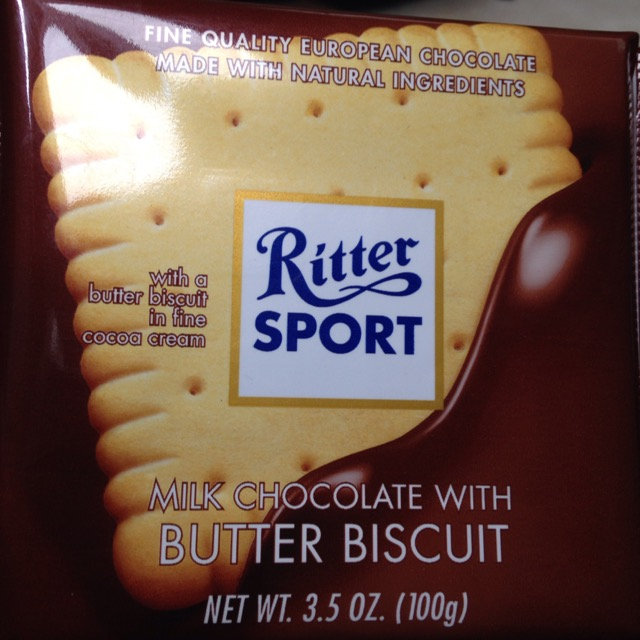 FINE QUALITY EUROPEAN CHOCOLATE
MADE WITH NATURAL INGREDIENTS
with a
butter biscuit
in fine
cocoa cream
Ritter
SPORT
MILK CHOCOLATE WITH
BUTTER BISCUIT
NET WT. 3.5 OZ. (100g)